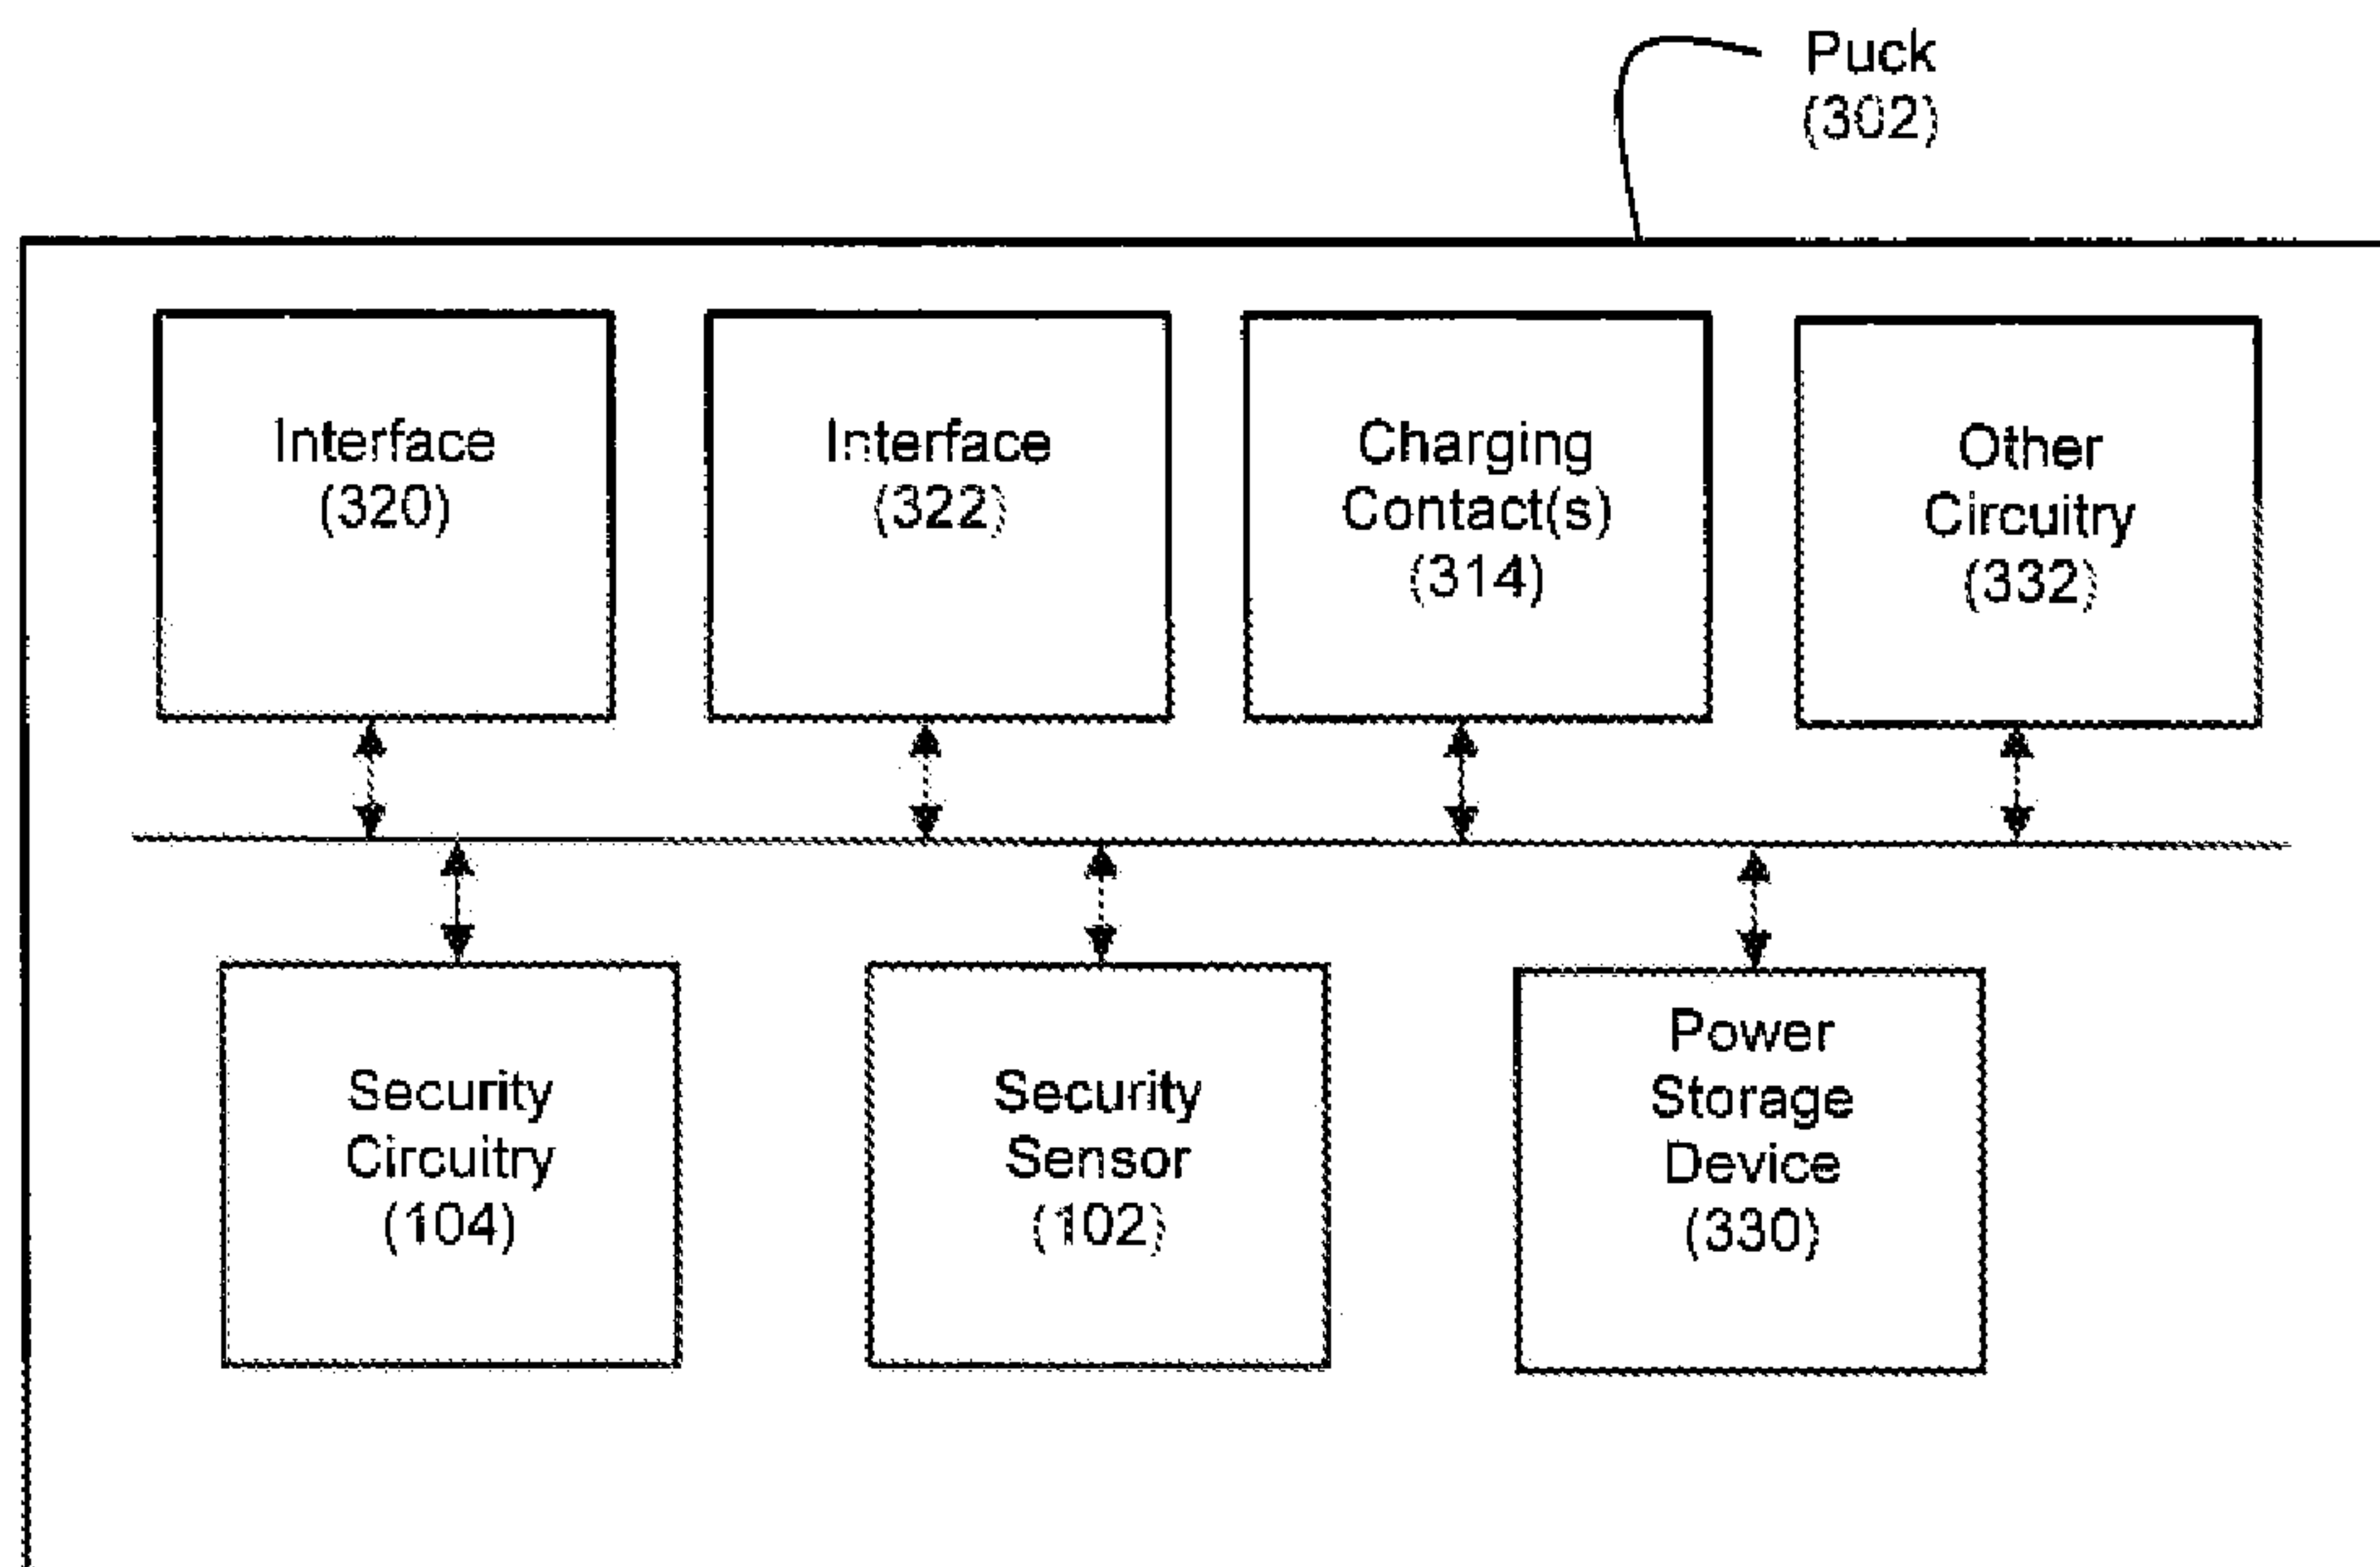 Puck
(302)
Interface
(320)
Interface
(322)
Charging
Contact(s)
(314)
Other
Circuitry
(332)
Security
Circuitry
(104)
Security
Sensor
(102)
Power
Storage
Device
(330)